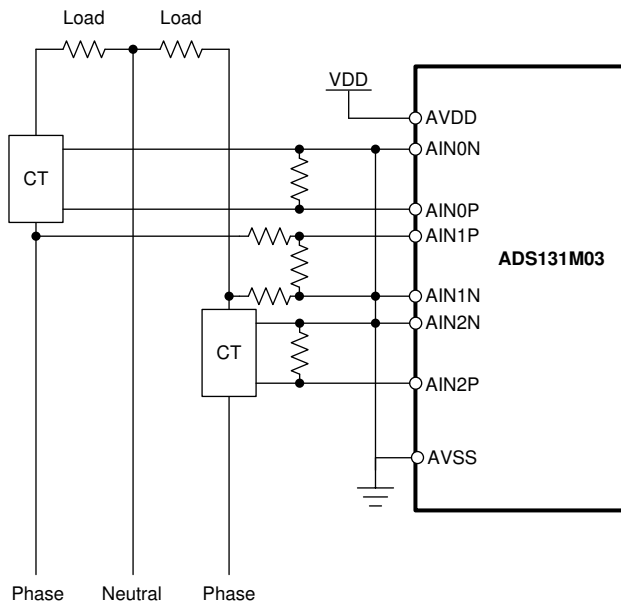 Load Load
VDD
AVDD
AIN0N
CT
AIN0P
AIN1P
ADS131M03
AIN1N
AIN2N
CT
AIN2P
AVSS
Phase Neutral Phase